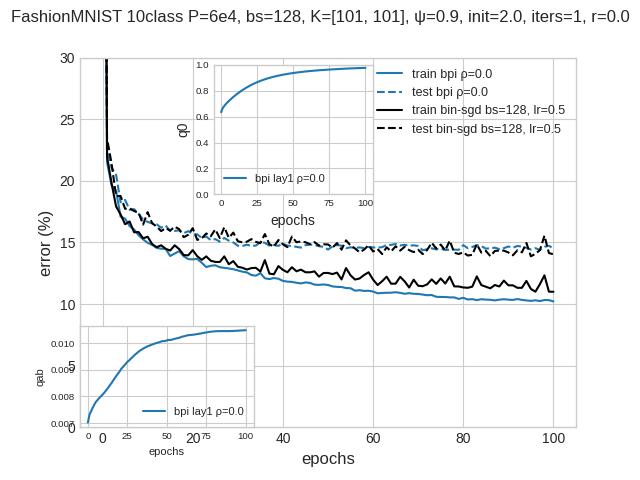 FashionMNIST 10class P=6e4, bs=128, K=[101, 101], ψ=0.9, init=2.0, iters=1, r=0.0
30
25
20
15
10
5
0
error (%)
0 20 40 60 80 100
epochs
train bpi ρ=0.0
test bpi ρ=0.0
train bin-sgd bs=128, lr=0.5
test bin-sgd bs=128, lr=0.5
1.0
0.8
0.6
0.4
0.2
0.0
q0
bpi lay1 ρ=0.0
0 25 50 75 100
epochs
0.010
0.009
0.008
0.007
qab
bpi lay1 ρ=0.0
0 25 50 75 100
epochs